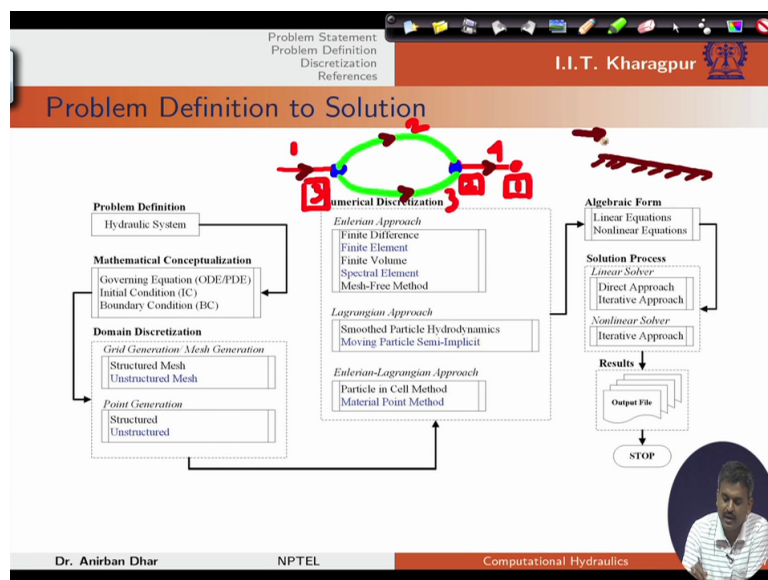 Problem Statement
Problem Definition
Discretization
References
I.I.T. Kharagpur
Problem Definition to Solution
1
2
3
4
3
2
1
Problem Definition
Hydraulic System
Mathematical Conceptualization
Governing Equation (ODE/PDE)
Initial Condition (IC)
Boundary Condition (BC)
Domain Discretization
Grid Generation/ Mesh Generation
Structured Mesh
Unstructured Mesh
Point Generation
Structured
Unstructured
umerical Discretization
Eulerian Approach
Finite Difference
Finite Element
Finite Volume
Spectral Element
Mesh-Free Method
Lagrangian Approach
Smoothed Particle Hydrodynamics
Moving Particle Semi-Implicit
Eulerian-Lagrangian Approach
Particle in Cell Method
Material Point Method
Algebraic Form
Linear Equations
Nonlinear Equations
Solution Process
Linear Solver
Direct Approach
Iterative Approach
Nonlinear Solver
Iterative Approach
Results
Output File
STOP
Dr. Anirban Dhar
NPTEL
Computational Hydraulics